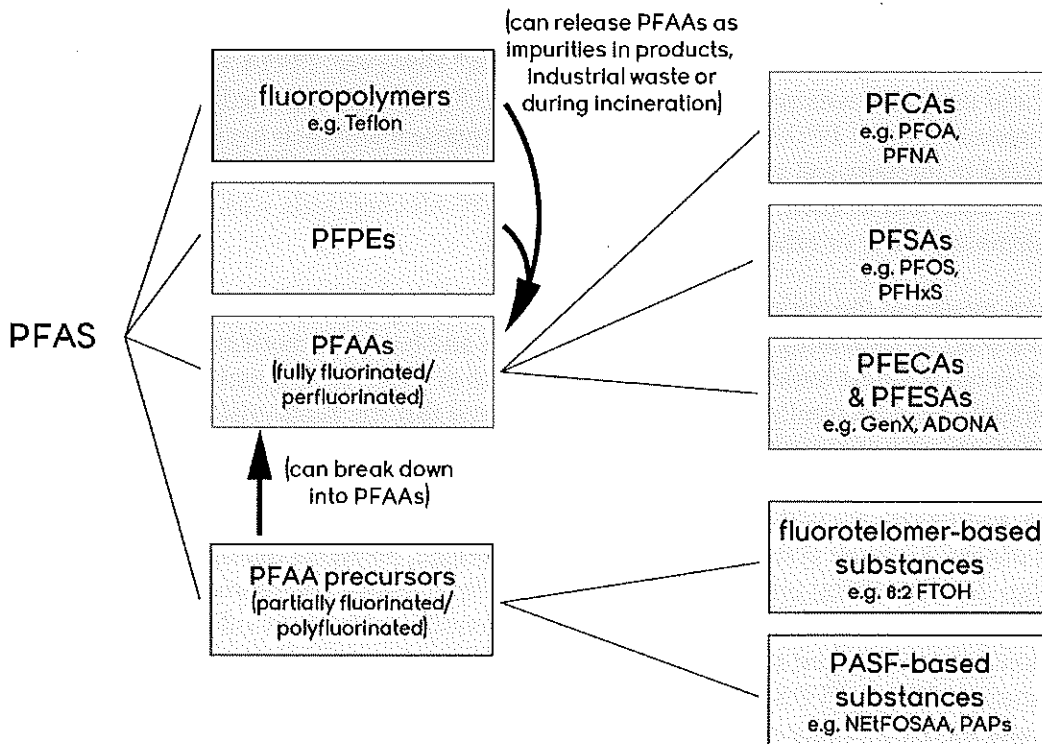 (can release PFAAs as
impurities in products,
industrial waste or
during incineration)
fluoropolymers
e.g. Teflon
PFPEs
PFAS
PFAAs
(fully fluorinated/
perfluorinated)
(can break down
into PFAAs)
PFAA precursors
(partially fluorinated/
polyfluorinated)
PFCAs
e.g. PFOA,
PFNA
PFSAs
e.g. PFOS,
PFHxS
PFECAs
& PFESAs
e.g. GenX, ADONA
fluorotelomer-based
substances
e.g. 6:2 FTOH
PASF-based
substances
e.g. NEtFOSAA, PAPs